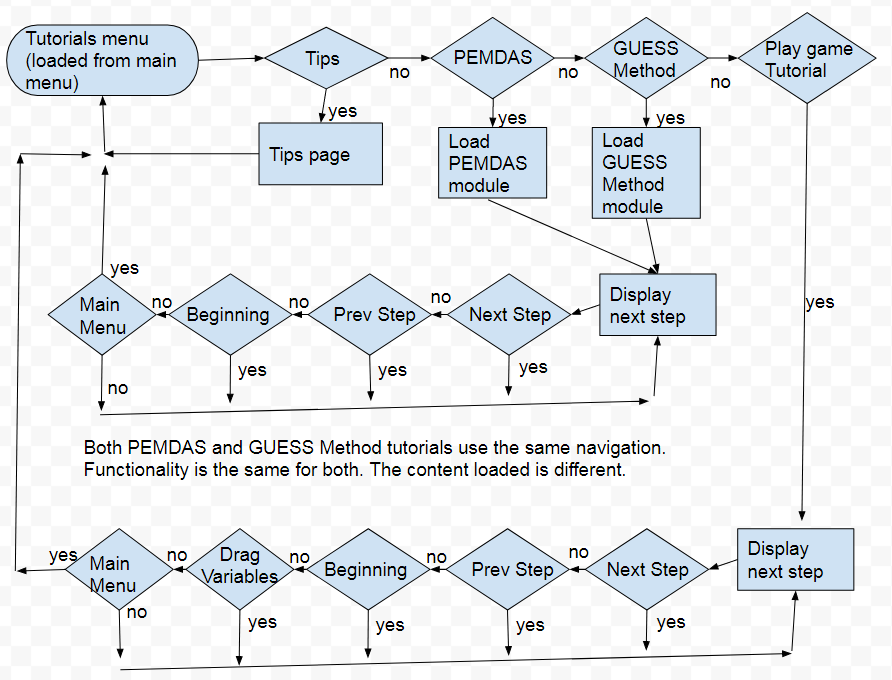 Tutorials menu
(loaded from main
menu)
Tips
no
PEMDAS
no
GUESS
Method
no
Play game
Tutorial
yes
yes
yes
Tips page
Load
PEMDAS
module
Load
GUESS
Method
module
yes
Main
Menu
no
Beginning
no
Prev Step
no
Next Step
Display
next step
yes
no
yes
yes
yes
Both PEMDAS and GUESS Method tutorials use the same navigation.
Functionality is the same for both. The content loaded is different.
yes
Main
Menu
no
Drag
Variables
no
Beginning
no
Prev Step
no
Next Step
Display
next step
no
yes
yes
yes
yes